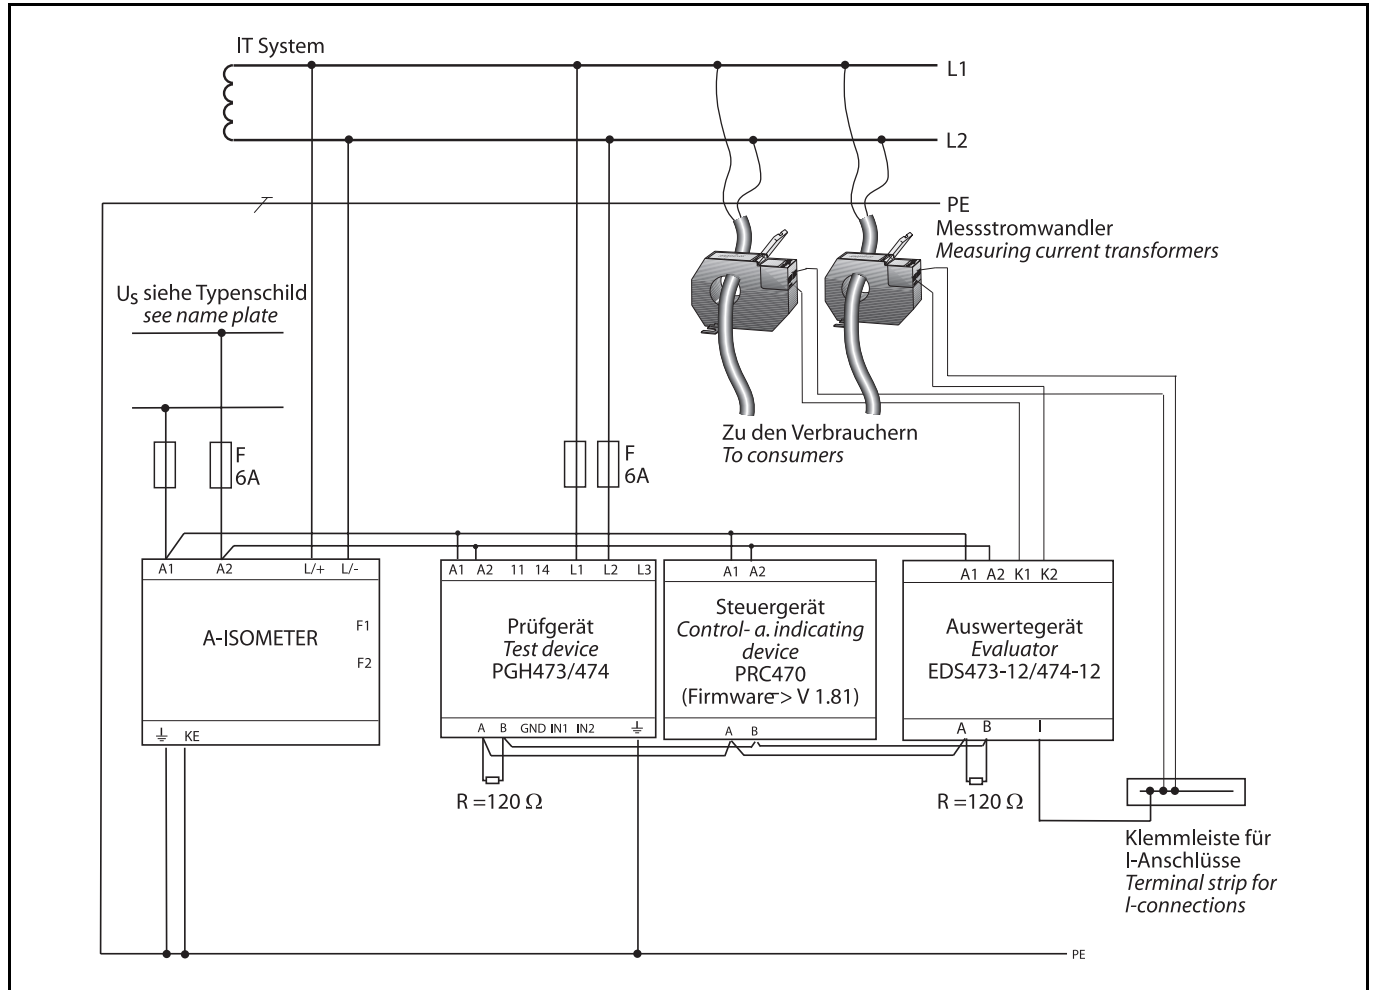 IT System
L1
L2
PE
Messstromwandler
Measuring current transformers
US siehe Typenschild
see name plate
Zu den Verbrauchern
To consumers
F
6A
F
6A
A1 A2 L/+ L/-
A-ISOMETER
F1
F2
KE
A1 A2 11 14 L1 L2 L3
Prüfgerät
Test device
PGH473/474
A B GND IN1 IN2
A1 A2
Steuergerät
Control- a. indicating
device
PRC470
(Firmware > V 1.81)
A B
A1 A2 K1 K2
Auswertegerät
Evaluator
EDS473-12/474-12
A B I
R =120 Ω
R =120 Ω
Klemmleiste für
I-Anschlüsse
Terminal strip for
I-connections
PE